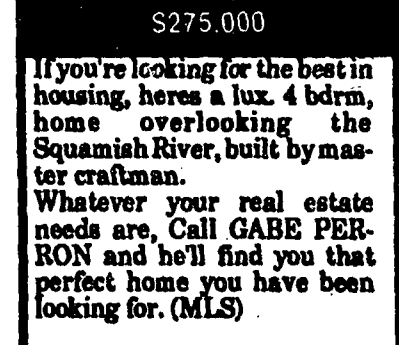 $275.000
If you're looking for the best in
housing, heres a lux. 4 bdrm,
home overlooking the
Squamish River, built by mas-
ter craftman.
Whatever your real estate
needs are, Call GABE PER-
RON and he'll find you that
perfect home you have been
looking for. (MLS)